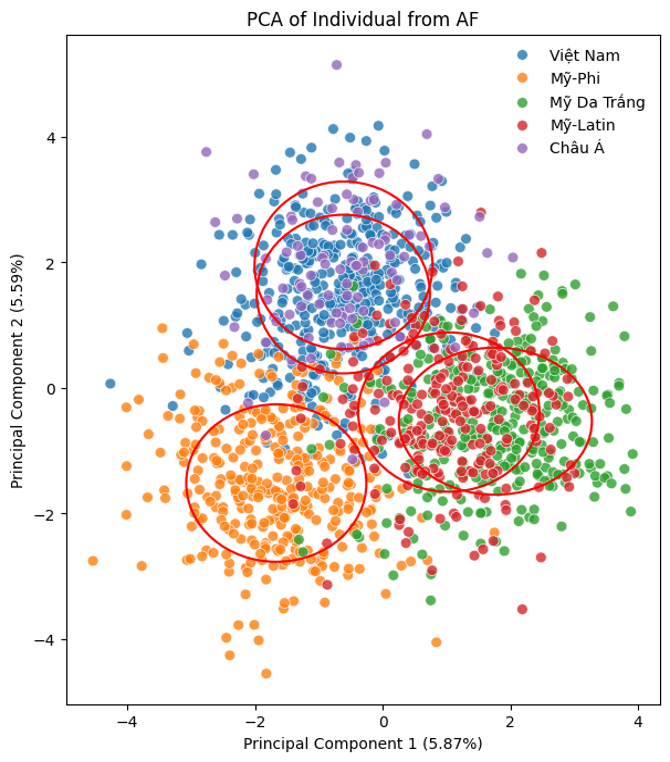 PCA of Individual from AF
Việt Nam
Mỹ-Phi
Mỹ Da Trắng
Mỹ-Latin
Châu Á
Principal Component 2 (5.59%)
4
2
0
−2
−4
−4
−2
0
2
4
Principal Component 1 (5.87%)